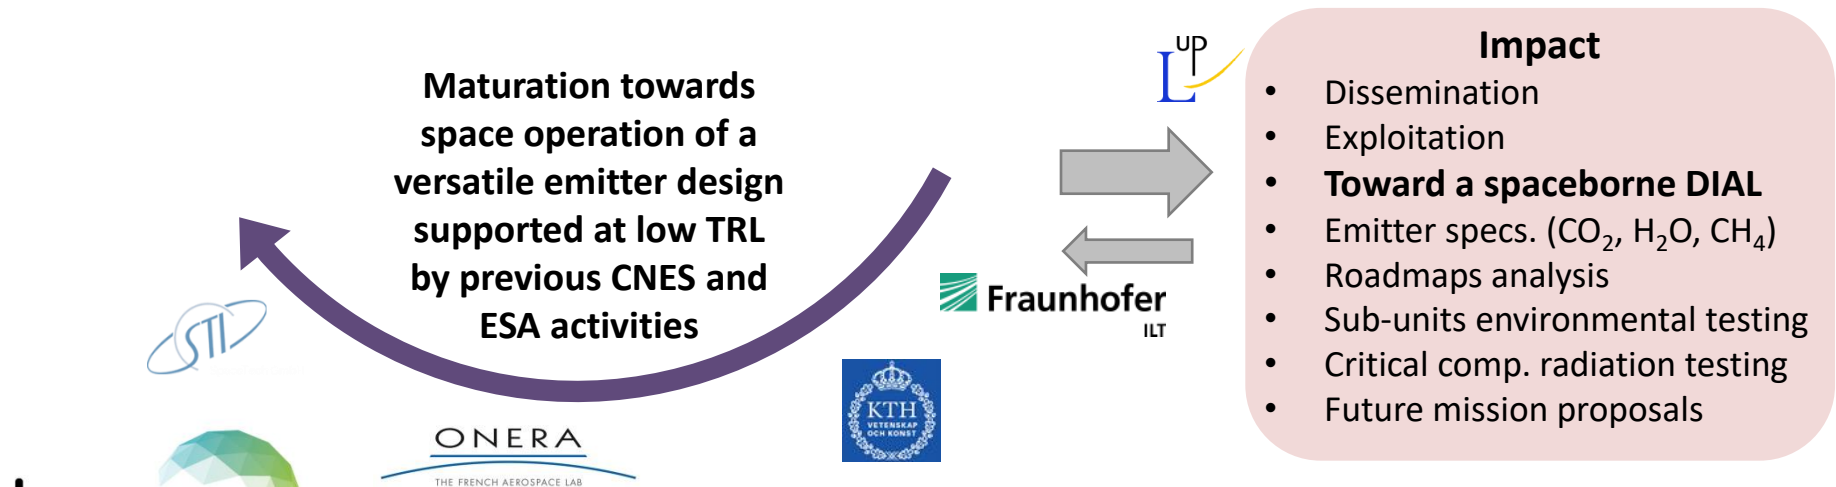 Maturation towards
space operation of a
versatile emitter design
supported at low TRL
by previous CNES and
ESA activities
STI
ONERA
THE FRENCH AEROSPACE LAB
KTH
VETENSKAP
OCH KONST
Fraunhofer
ILT
LUP
Impact
• Dissemination
• Exploitation
• Toward a spaceborne DIAL
• Emitter specs. (CO₂, H₂O, CH₄)
• Roadmaps analysis
• Sub-units environmental testing
• Critical comp. radiation testing
• Future mission proposals